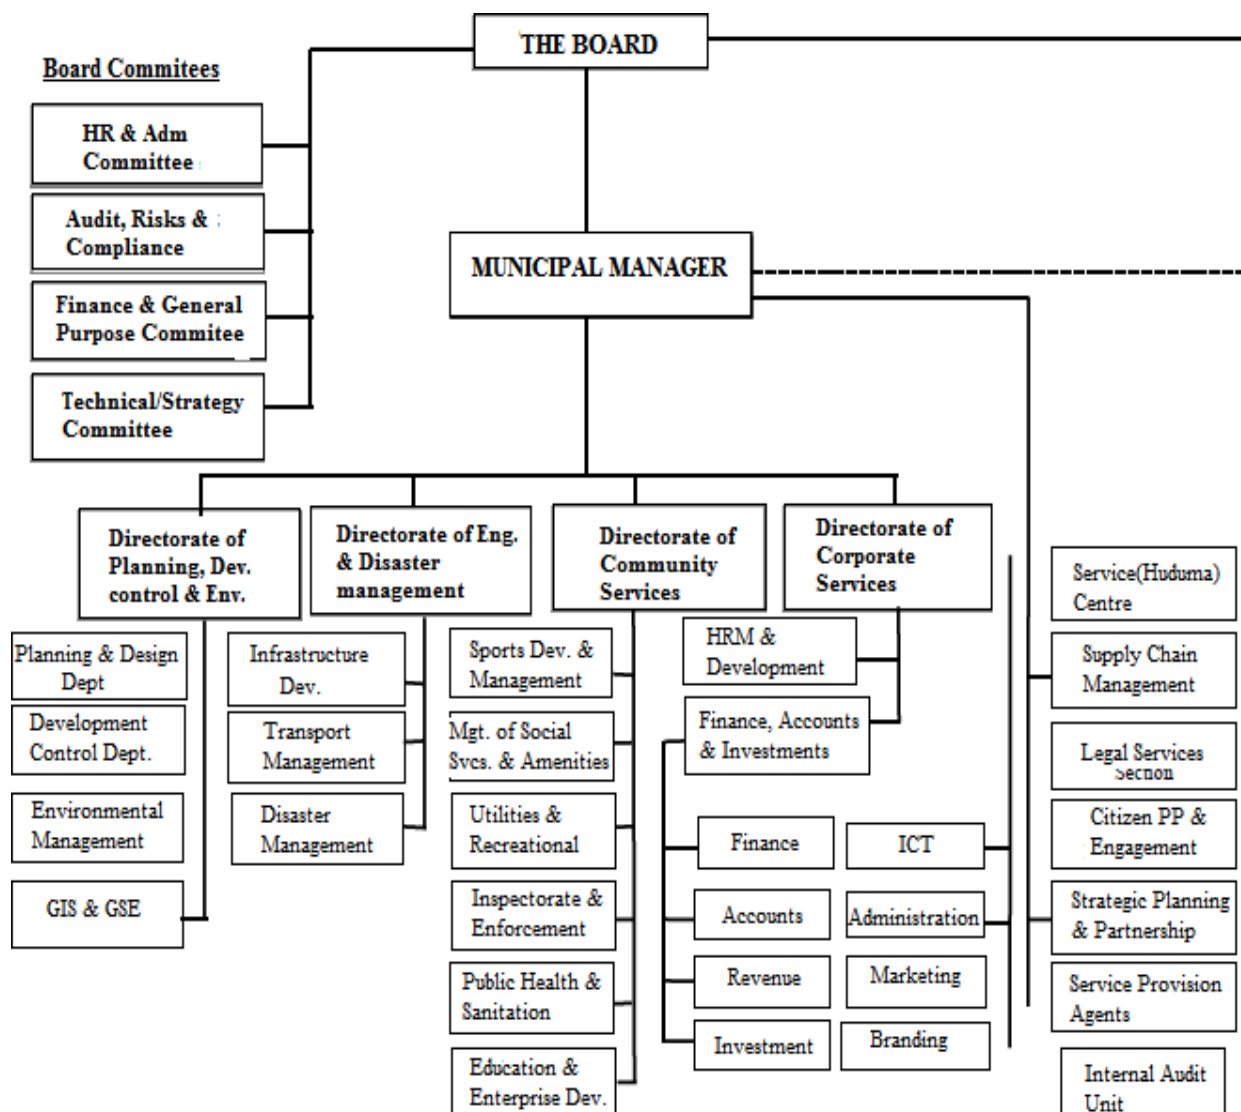 THE BOARD
Board Commitees
HR & Adm
Committee
Audit, Risks &
Compliance
Finance & General
Purpose Commitee
Technical/Strategy
Committee
MUNICIPAL MANAGER
Directorate of
Planning, Dev.
control & Env.
Directorate of Eng.
& Disaster
management
Directorate of
Community
Services
Directorate of
Corporate
Services
Planning & Design
Dept
Development
Control Dept.
Environmental
Management
GIS & GSE
Infrastructure
Dev.
Transport
Management
Disaster
Management
Sports Dev. &
Management
Mgt. of Social
Svcs. & Amenities
Utilities &
Recreational
Inspectorate &
Enforcement
Public Health &
Sanitation
Education &
Enterprise Dev.
HRM &
Development
Finance, Accounts
& Investments
Finance
Accounts
Revenue
Investment
ICT
Administration
Marketing
Branding
Service(Huduma)
Centre
Supply Chain
Management
Legal Services
Section
Citizen PP &
Engagement
Strategic Planning
& Partnership
Service Provision
Agents
Internal Audit
Unit